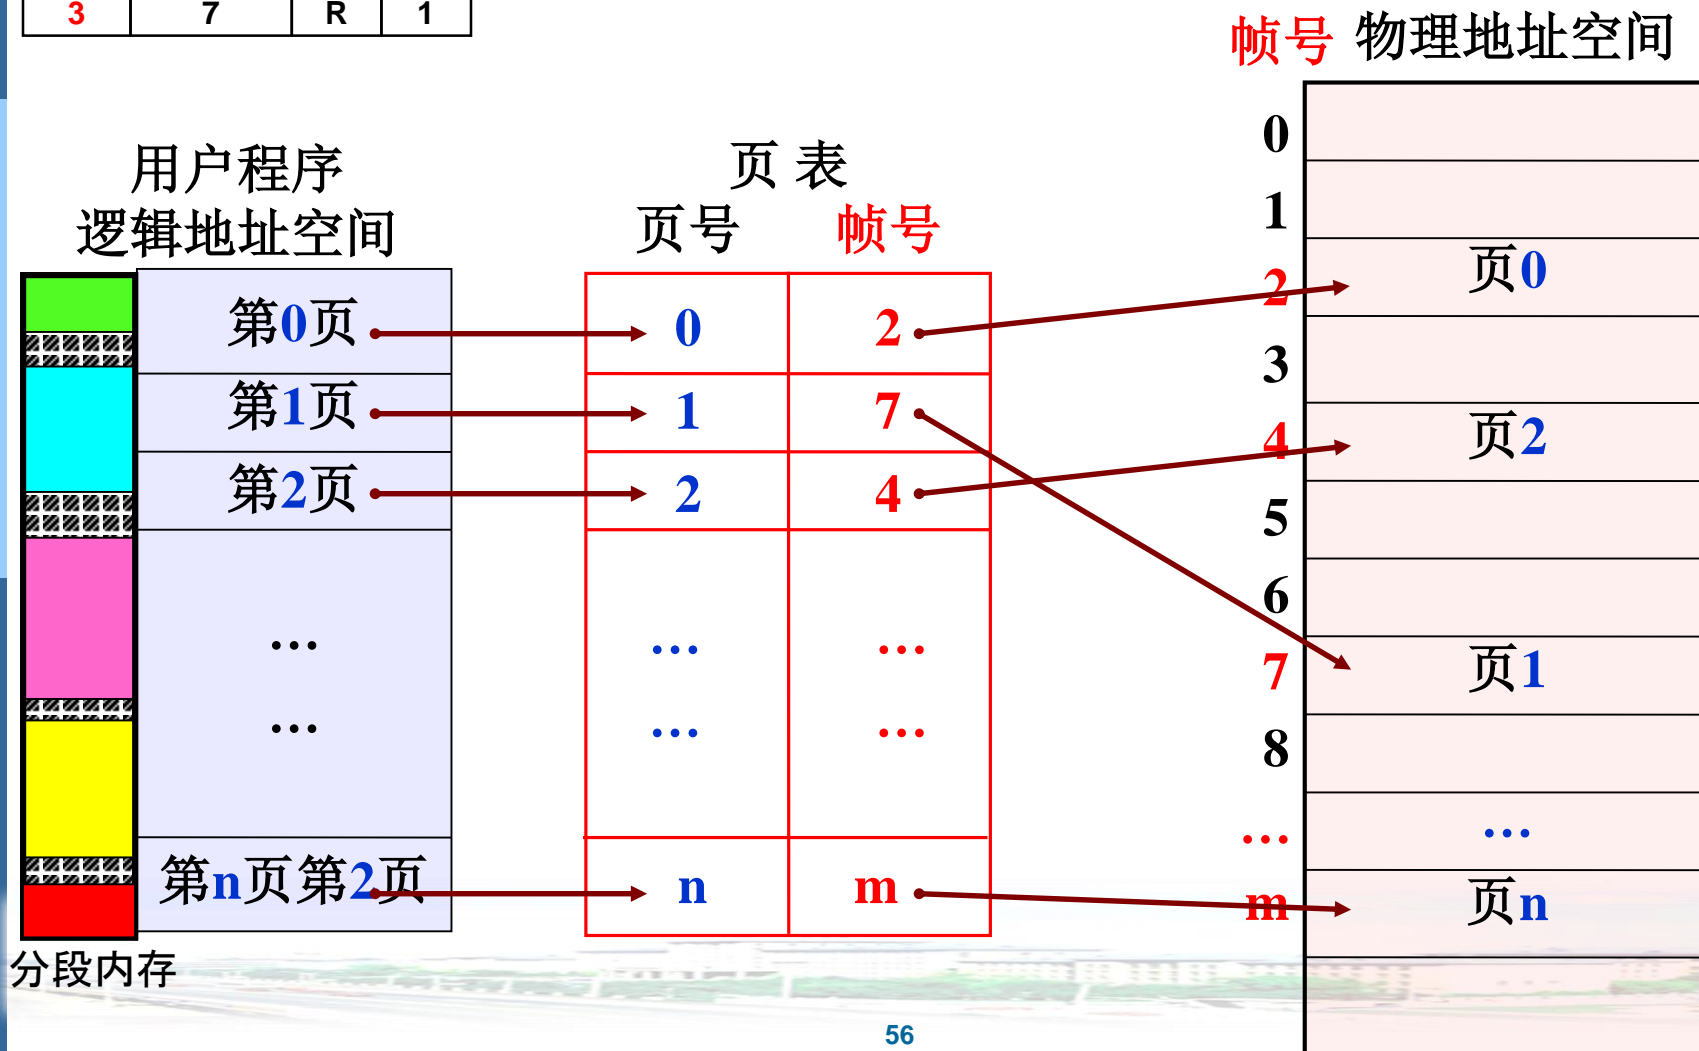 3 7 R 1
帧号 物理地址空间
用户程序
逻辑地址空间
页 表
页号 帧号
0
1
2 页0
3
4 页2
5
6
7 页1
8
… …
m 页n
第0页 0 2
第1页 1 7
第2页 2 4
… … …
… … …
第n页第2页 n m
分段内存
56